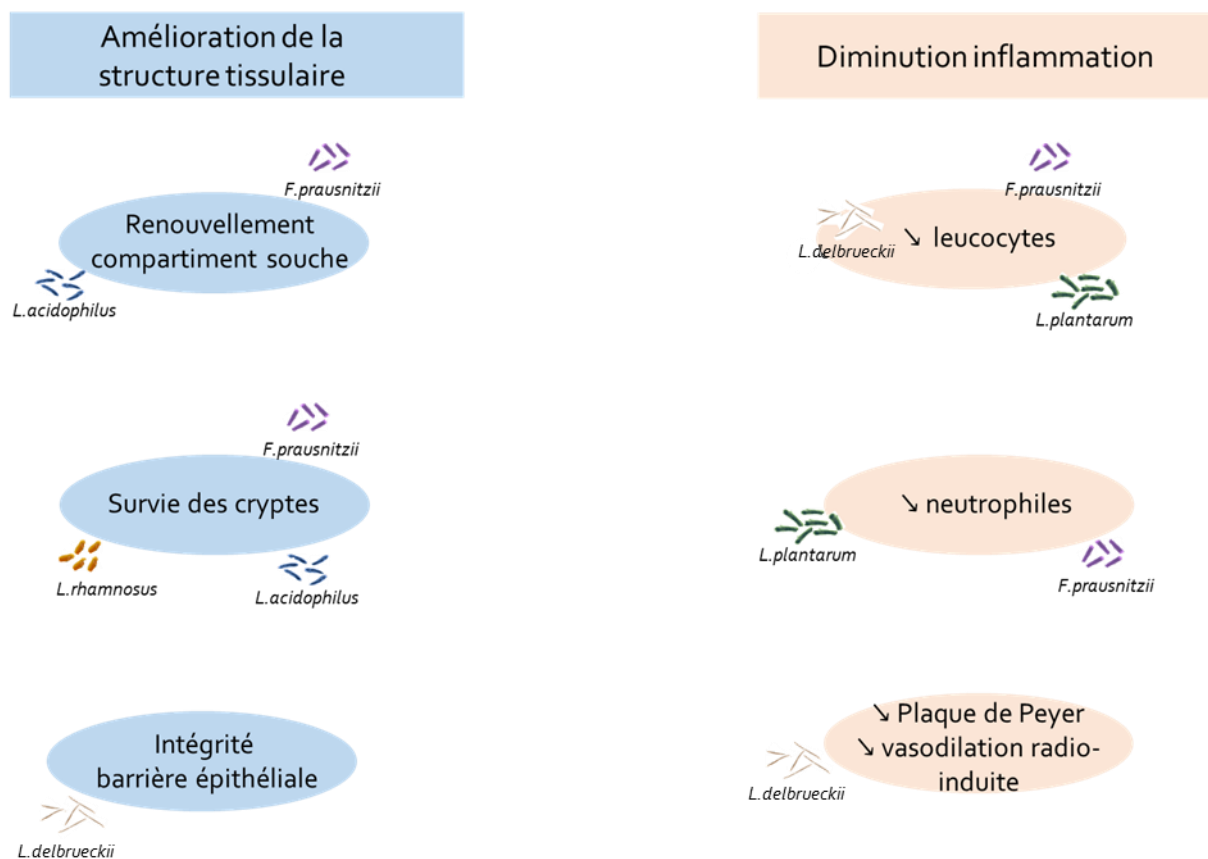 Amélioration de la
structure tissulaire
F.prausnitzii
Renouvellement
compartiment souche
L.acidophilus
F.prausnitzii
Survie des cryptes
L.rhamnosus
L.acidophilus
Intégrité
barrière épithéliale
L.delbrueckii
Diminution inflammation
F.prausnitzii
L.delbrueckii
↘ leucocytes
L.plantarum
↘ neutrophiles
L.plantarum
F.prausnitzii
↘ Plaque de Peyer
↘ vasodilation radio-
induite
L.delbrueckii